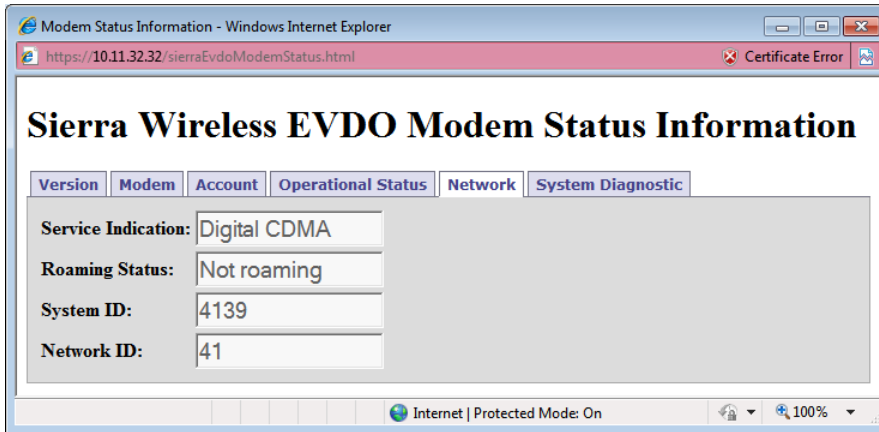 Modem Status Information - Windows Internet Explorer
https://10.11.32.32/sierraEvdoModemStatus.html Certificate Error
Sierra Wireless EVDO Modem Status Information
Version Modem Account Operational Status Network System Diagnostic
Service Indication: Digital CDMA
Roaming Status: Not roaming
System ID: 4139
Network ID: 41
Internet | Protected Mode: On 100%